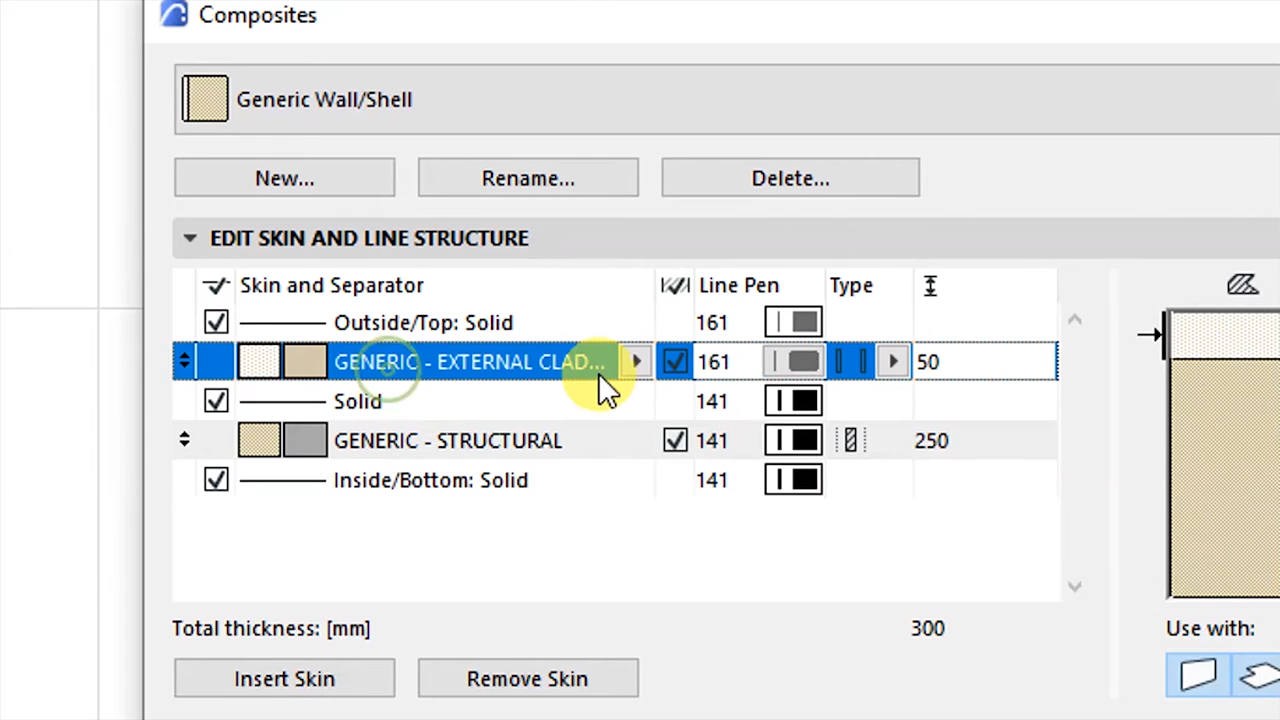 Composites
Generic Wall/Shell
New... Rename... Delete...
EDIT SKIN AND LINE STRUCTURE
Skin and Separator Line Pen Type
Outside/Top: Solid 161
GENERIC - EXTERNAL CLAD... 161 50
Solid 141
GENERIC - STRUCTURAL 141 250
Inside/Bottom: Solid 141
Total thickness: [mm] 300 Use with:
Insert Skin Remove Skin